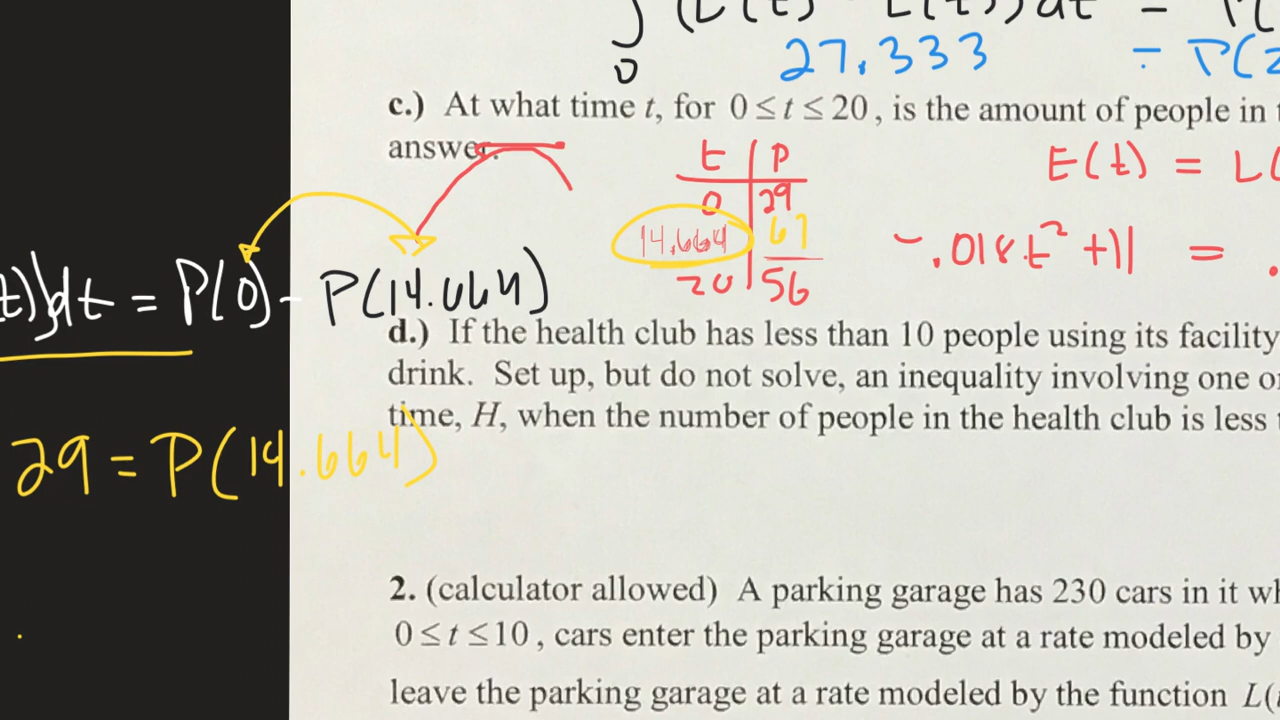 ∫ (E(t) - L(t)) dt = P(
0
27.333 = P(2
c.) At what time t, for 0 ≤ t ≤ 20, is the amount of people in
answer.
t | P
0 | 29
14.664 | 67
20 | 56
E(t) = L(
-.018t² + 11 = .
t)) dt = P(0) - P(14.664)
29 = P(14.664)
d.) If the health club has less than 10 people using its facility
drink. Set up, but do not solve, an inequality involving one
time, H, when the number of people in the health club is less
2. (calculator allowed) A parking garage has 230 cars in it
0 ≤ t ≤ 10, cars enter the parking garage at a rate modeled by
leave the parking garage at a rate modeled by the function L(